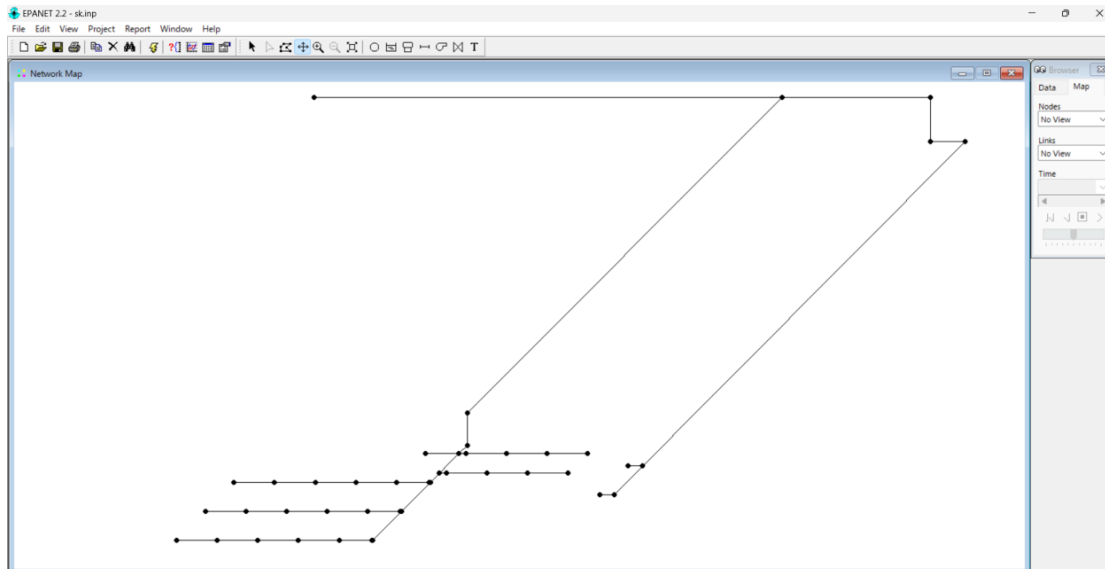 EPANET 2.2 - sk.inp
File Edit View Project Report Window Help
T
Network Map
Browser
Data Map
Nodes
No View
Links
No View
Time